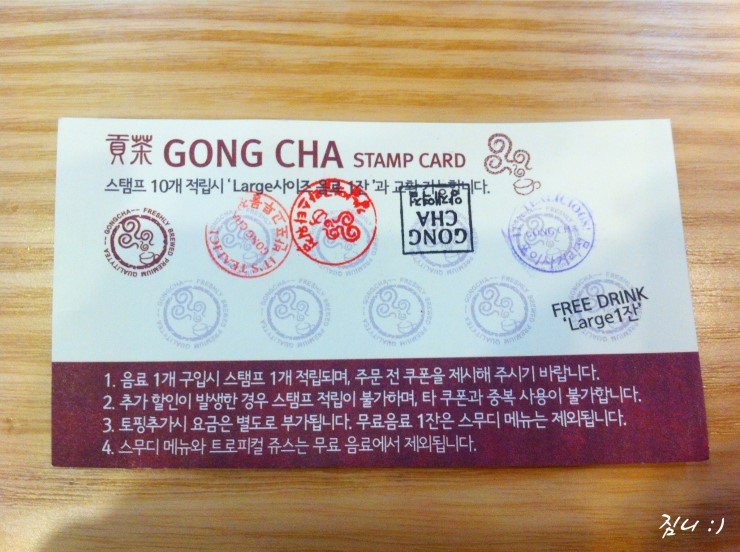 貢茶 GONG CHA STAMP CARD
스탬프 10개 적립시 'Large사이즈 음료 1잔'과 교환 가능합니다.
GONGCHA FRESHLY BREWED PREMIUM QUALITYTEA
GONG CHA
GONG CHA
FREE DRINK
'Large1잔'
1. 음료 1개 구입시 스탬프 1개 적립되며, 주문 전 쿠폰을 제시해 주시기 바랍니다.
2. 추가 할인이 발생한 경우 스탬프 적립이 불가하며, 타 쿠폰과 중복 사용이 불가합니다.
3. 토핑추가시 요금은 별도로 부가됩니다. 무료음료 1잔은 스무디 메뉴는 제외됩니다.
4. 스무디 메뉴와 트로피컬 쥬스는 무료 음료에서 제외됩니다.
짐니 :)